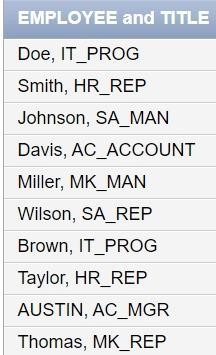 EMPLOYEE and TITLE
Doe, IT_PROG
Smith, HR_REP
Johnson, SA_MAN
Davis, AC_ACCOUNT
Miller, MK_MAN
Wilson, SA_REP
Brown, IT_PROG
Taylor, HR_REP
AUSTIN, AC_MGR
Thomas, MK_REP